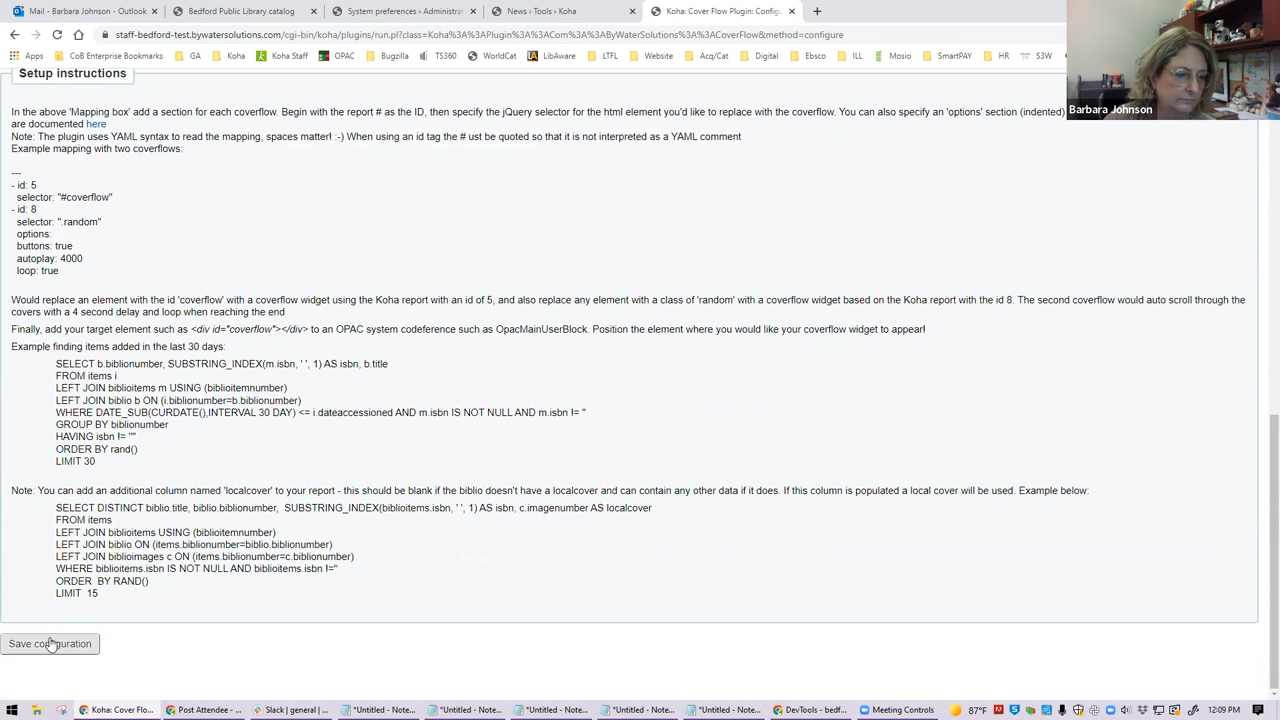 Mail - Barbara Johnson - Outlook
Bedford Public Library catalog
System preferences › Administra
News › Tools › Koha
Koha: Cover Flow Plugin: Config
staff-bedford-test.bywatersolutions.com/cgi-bin/koha/plugins/run.pl?class=Koha%3A%3APlugin%3A%3ACom%3A%3AByWaterSolutions%3A%3ACoverFlow&method=configure
Apps CoB Enterprise Bookmarks GA Koha Koha Staff OPAC Bugzilla TS360 WorldCat LibAware LTFL Website Acq/Cat Digital Ebsco ILL Mosio SmartPAY HR S3W
Barbara Johnson
Setup instructions
In the above 'Mapping box' add a section for each coverflow. Begin with the report # as the id, then specify the jQuery selector for the html element you'd like to replace with the coverflow. You can also specify an 'options' section (indented)
are documented here
Note: The plugin uses YAML syntax to read the mapping, spaces matter! :-) When using an id tag the # ust be quoted so that it is not interpreted as a YAML comment
Example mapping with two coverflows:
---
- id: 5
selector: "#coverflow"
- id: 8
selector: ".random"
options:
buttons: true
autoplay: 4000
loop: true
Would replace an element with the id 'coverflow' with a coverflow widget using the Koha report with an id of 5, and also replace any element with a class of 'random' with a coverflow widget based on the Koha report with the id 8. The second coverflow would auto scroll through the
covers with a 4 second delay and loop when reaching the end
Finally, add your target element such as <div id="coverflow"></div> to an OPAC system codeference such as OpacMainUserBlock. Position the element where you would like your coverflow widget to appear!
Example finding items added in the last 30 days:
SELECT b.biblionumber, SUBSTRING_INDEX(m.isbn, ' ', 1) AS isbn, b.title
FROM items i
LEFT JOIN biblioitems m USING (biblioitemnumber)
LEFT JOIN biblio b ON (i.biblionumber=b.biblionumber)
WHERE DATE_SUB(CURDATE(),INTERVAL 30 DAY) <= i.dateaccessioned AND m.isbn IS NOT NULL AND m.isbn != ''
GROUP BY biblionumber
HAVING isbn != ""
ORDER BY rand()
LIMIT 30
Note: You can add an additional column named 'localcover' to your report - this should be blank if the biblio doesn't have a localcover and can contain any other data if it does. If this column is populated a local cover will be used. Example below:
SELECT DISTINCT biblio.title, biblio.biblionumber, SUBSTRING_INDEX(biblioitems.isbn, ' ', 1) AS isbn, c.imagenumber AS localcover
FROM items
LEFT JOIN biblioitems USING (biblioitemnumber)
LEFT JOIN biblio ON (items.biblionumber=biblio.biblionumber)
LEFT JOIN biblioimages c ON (items.biblionumber=c.biblionumber)
WHERE biblioitems.isbn IS NOT NULL AND biblioitems.isbn !=''
ORDER BY RAND()
LIMIT 15
Save configuration
Koha: Cover Flo... Post Attendee - ... Slack | general | ... *Untitled - Note... *Untitled - Note... *Untitled - Note... *Untitled - Note... *Untitled - Note... DevTools - bedf... Meeting Controls 87°F 12:09 PM